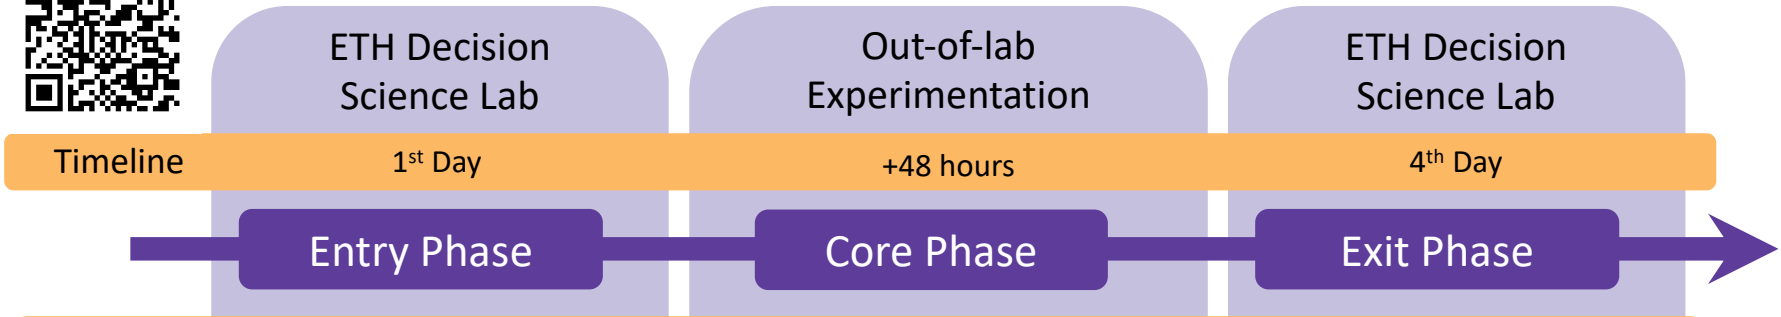 ETH Decision
Science Lab
Out-of-lab
Experimentation
ETH Decision
Science Lab
Timeline
1st Day
+48 hours
4th Day
Entry Phase
Core Phase
Exit Phase